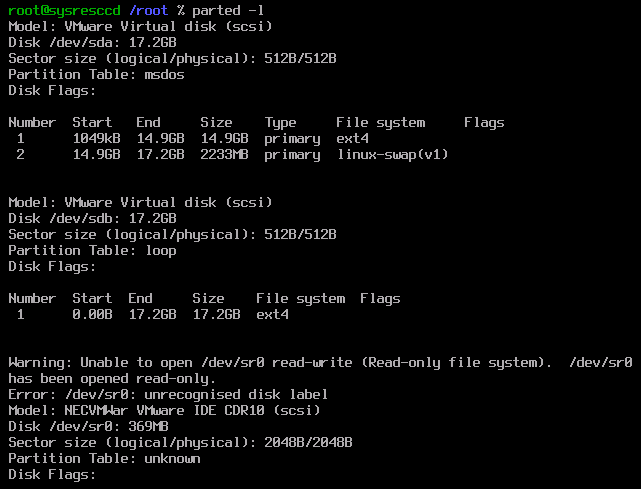 root@sysresccd /root % parted -l
Model: VMware Virtual disk (scsi)
Disk /dev/sda: 17.2GB
Sector size (logical/physical): 512B/512B
Partition Table: msdos
Disk Flags:

Number  Start   End     Size    Type     File system     Flags
 1      1049kB  14.9GB  14.9GB  primary  ext4
 2      14.9GB  17.2GB  2233MB  primary  linux-swap(v1)


Model: VMware Virtual disk (scsi)
Disk /dev/sdb: 17.2GB
Sector size (logical/physical): 512B/512B
Partition Table: loop
Disk Flags:

Number  Start  End     Size    File system  Flags
 1      0.00B  17.2GB  17.2GB  ext4


Warning: Unable to open /dev/sr0 read-write (Read-only file system).  /dev/sr0
has been opened read-only.
Error: /dev/sr0: unrecognised disk label
Model: NECVMWar VMware IDE CDR10 (scsi)
Disk /dev/sr0: 369MB
Sector size (logical/physical): 2048B/2048B
Partition Table: unknown
Disk Flags: